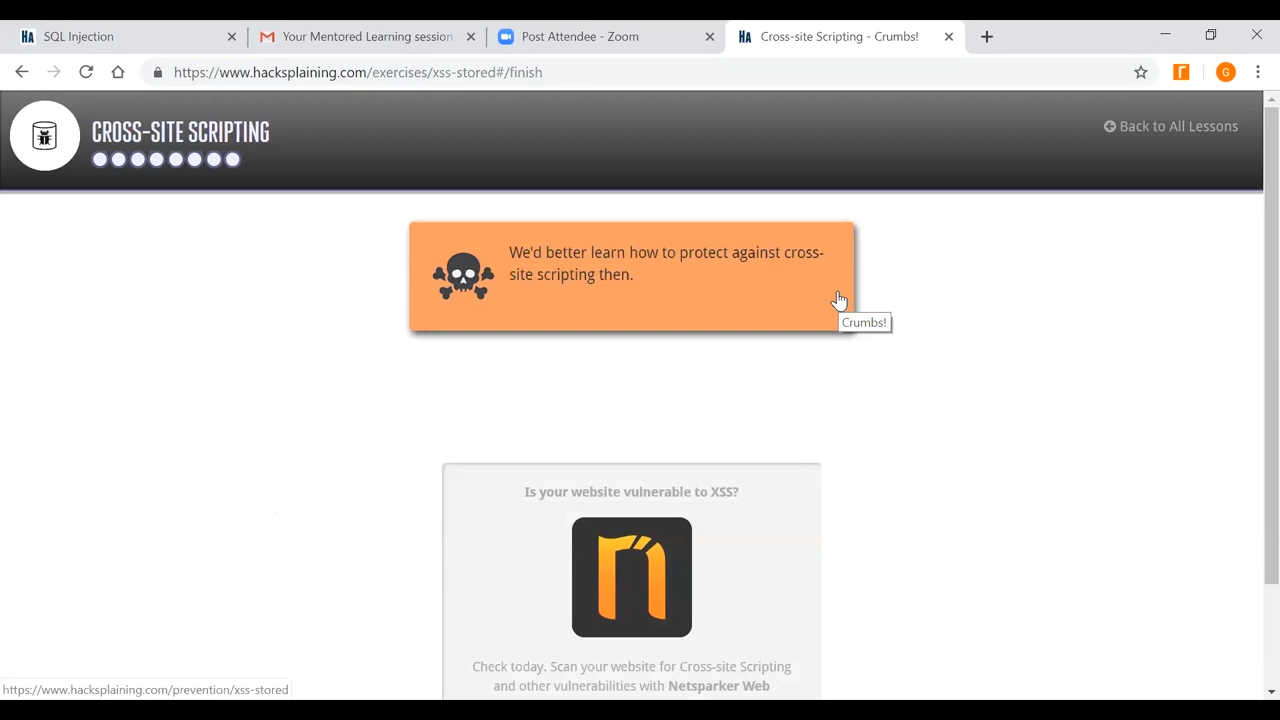 HA SQL Injection
Your Mentored Learning session
Post Attendee - Zoom
HA Cross-site Scripting - Crumbs!
https://www.hacksplaining.com/exercises/xss-stored#/finish
G
CROSS-SITE SCRIPTING
Back to All Lessons
We'd better learn how to protect against cross-
site scripting then.
Crumbs!
Is your website vulnerable to XSS?
n
Check today. Scan your website for Cross-site Scripting
and other vulnerabilities with Netsparker Web
https://www.hacksplaining.com/prevention/xss-stored